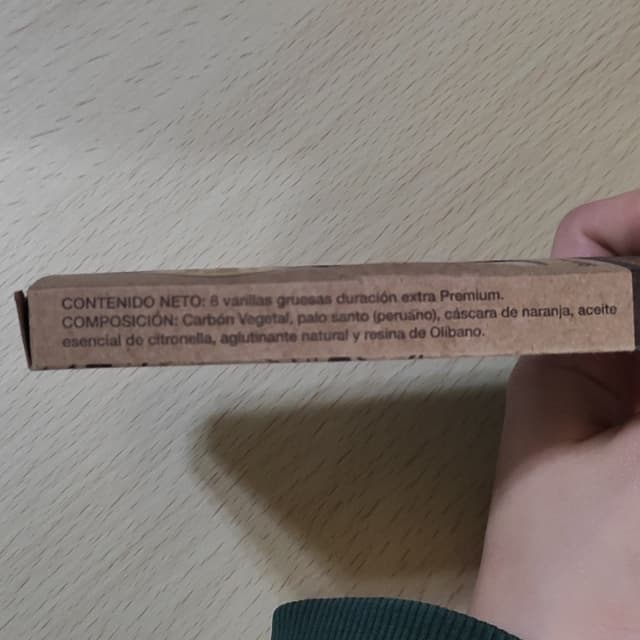 CONTENIDO NETO: 6 varillas gruesas duración extra Premium.
COMPOSICIÓN: Carbón Vegetal, palo santo (peruano), cáscara de naranja, aceite
esencial de citronella, aglutinante natural y resina de Olíbano.